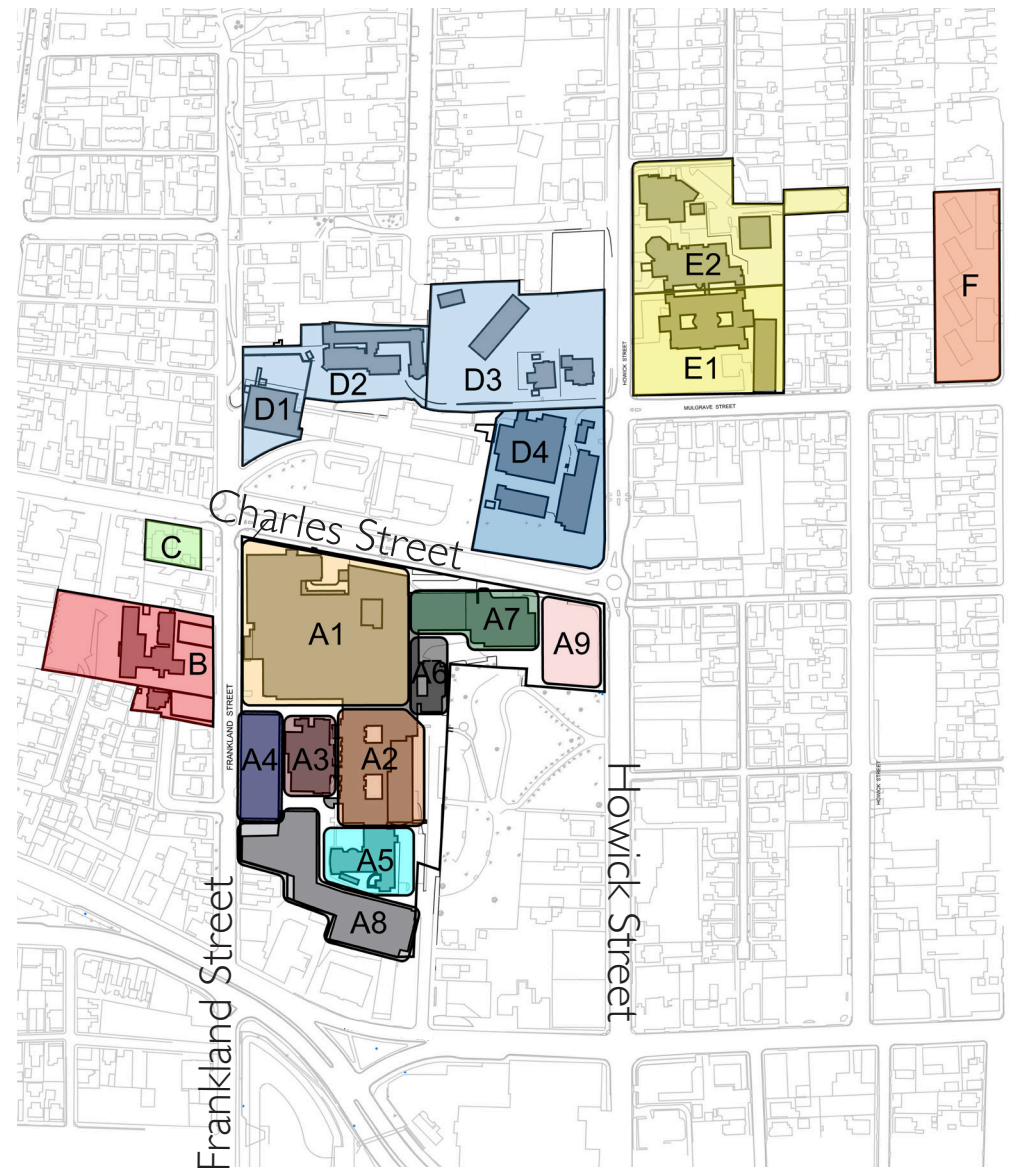 E2
F
HOWICK STREET
D3
D2
E1
D1
MULGRAVE STREET
D4
Charles Street
C
A7
A1
A9
B
A6
FRANKLAND STREET
A4
A3
A2
HOWICK STREET
Howick Street
A5
A8
Frankland Street